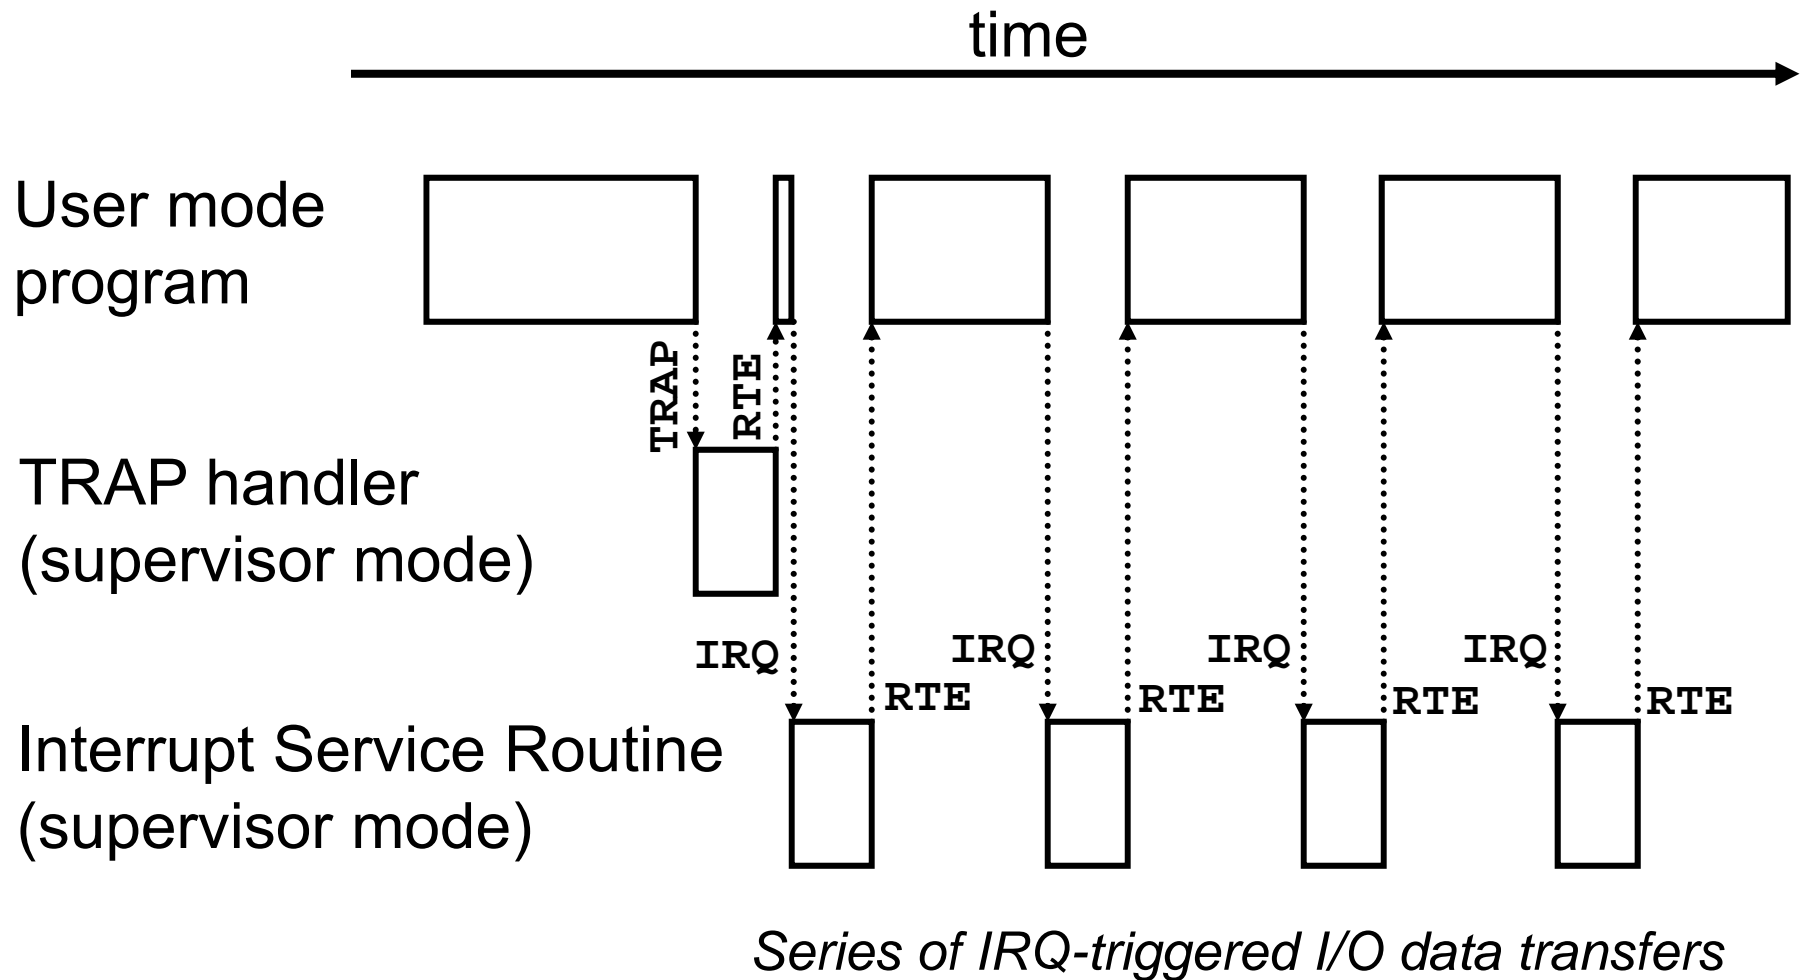 time
User mode
program
TRAP
RTE
TRAP handler
(supervisor mode)
IRQ
IRQ
IRQ
IRQ
RTE
RTE
RTE
RTE
Interrupt Service Routine
(supervisor mode)
Series of IRQ-triggered I/O data transfers